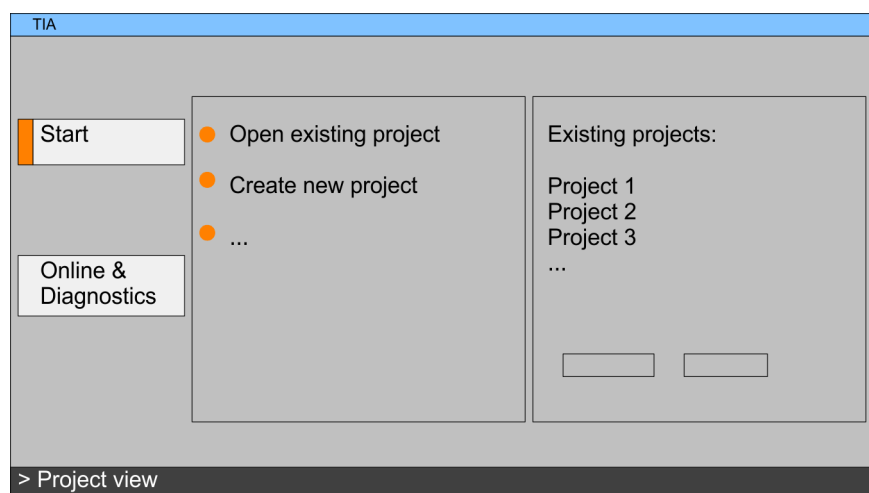 TIA
Start
Online &
Diagnostics
Open existing project
Create new project
...
Existing projects:
Project 1
Project 2
Project 3
...
> Project view